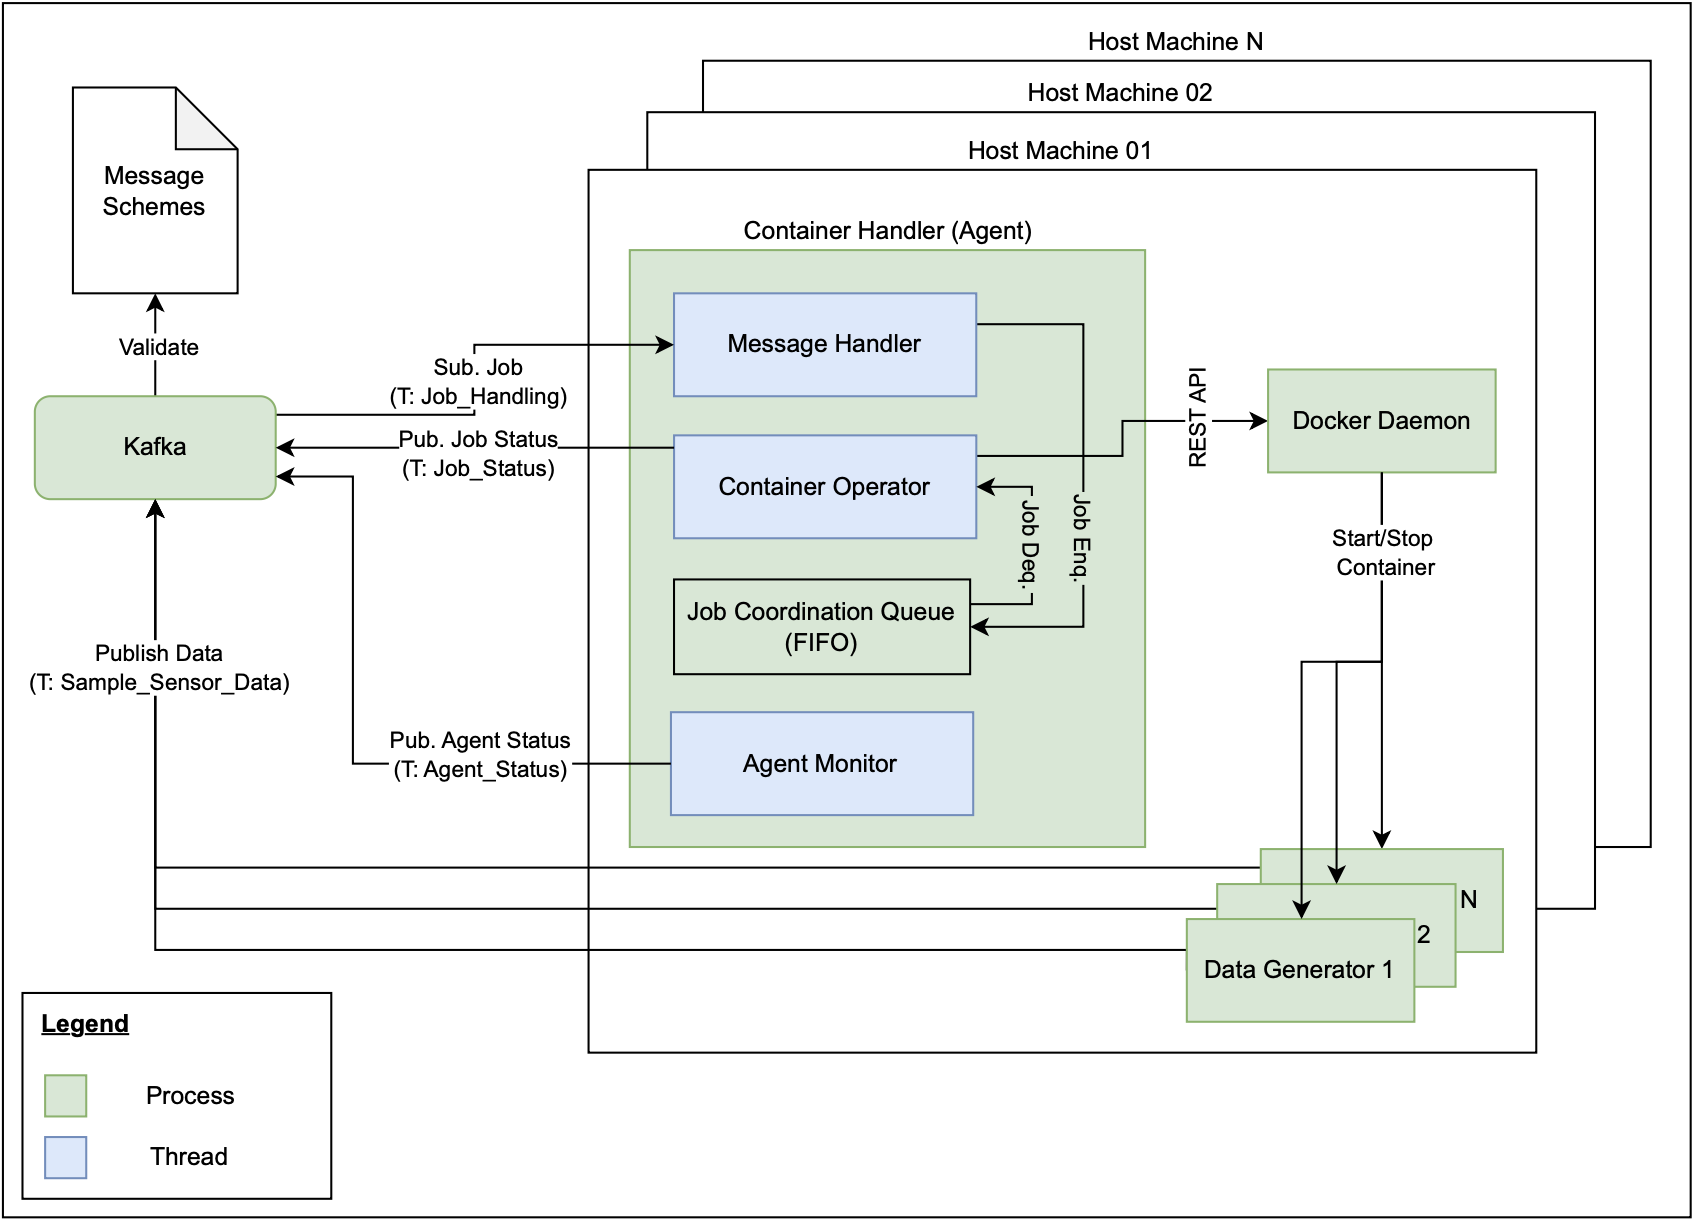 Host Machine N
Host Machine 02
Host Machine 01
Message
Schemes
Container Handler (Agent)
Validate
Message Handler
Sub. Job
(T: Job_Handling)
REST API
Docker Daemon
Kafka
Pub. Job Status
(T: Job_Status)
Container Operator
Job Deq.
Job Enq.
Start/Stop
Container
Job Coordination Queue
(FIFO)
Publish Data
(T: Sample_Sensor_Data)
Pub. Agent Status
(T: Agent_Status)
Agent Monitor
N
2
Data Generator 1
Legend
Process
Thread